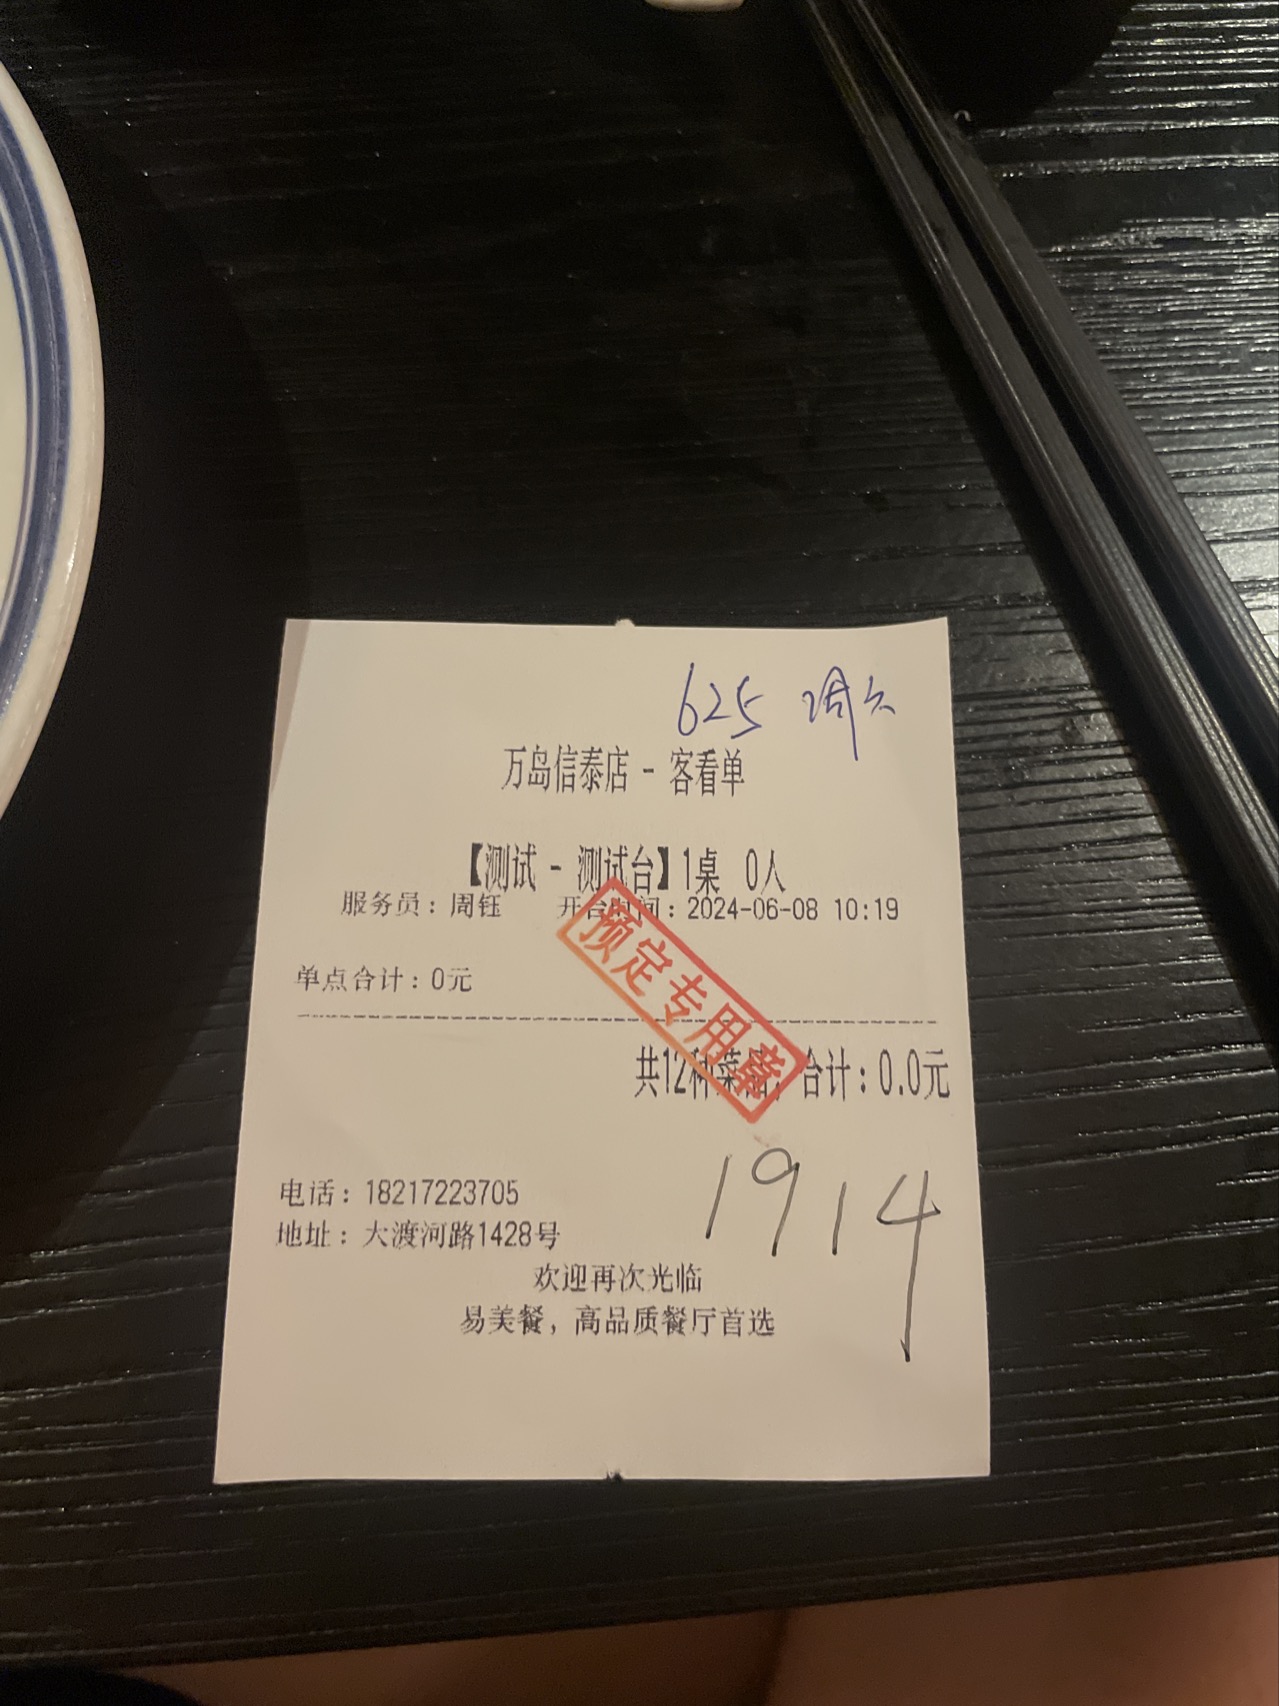 625
万岛信泰店 - 客看单
【测试 - 测试台】1桌 0人
服务员：周钰 开台时间：2024-06-08 10:19
预定专用章
单点合计：0元
共12种菜品，合计：0.0元
1914
电话：18217223705
地址：大渡河路1428号
欢迎再次光临
易美餐，高品质餐厅首选